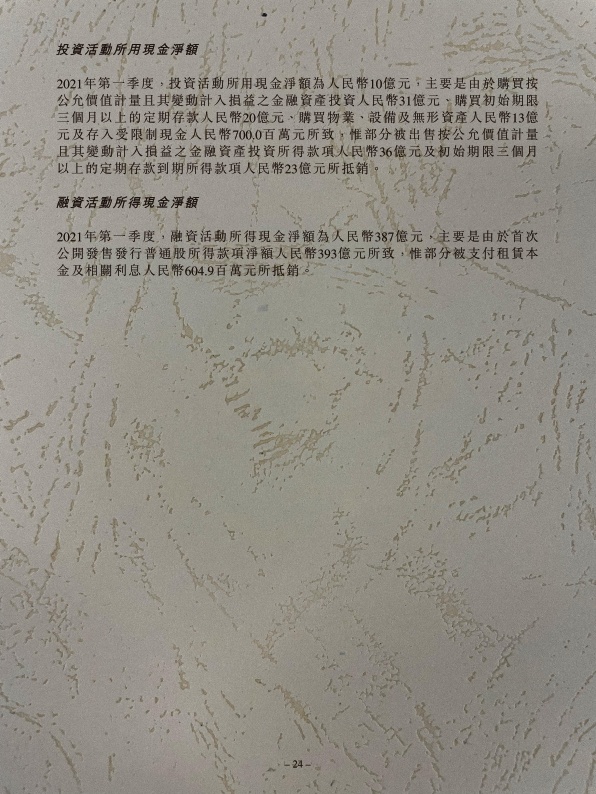 投資活動所用現金淨額
2021年第一季度，投資活動所用現金淨額為人民幣10億元，主要是由於購買按
公允價值計量且其變動計入損益之金融資產投資人民幣31億元、購買初始期限
三個月以上的定期存款人民幣20億元、購買物業、設備及無形資產人民幣13億
元及存入受限制現金人民幣700.0百萬元所致，惟部分被出售按公允價值計量
且其變動計入損益之金融資產投資所得款項人民幣36億元及初始期限三個月
以上的定期存款到期所得款項人民幣23億元所抵銷。
融資活動所得現金淨額
2021年第一季度，融資活動所得現金淨額為人民幣387億元，主要是由於首次
公開發售發行普通股所得款項淨額人民幣393億元所致，惟部分被支付租賃本
金及相關利息人民幣604.9百萬元所抵銷。
– 24 –